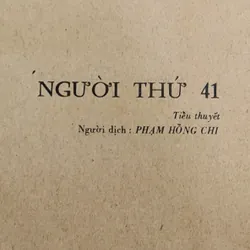 NGƯỜI THỨ 41
Tiểu thuyết
Người dịch : PHẠM HỒNG CHI